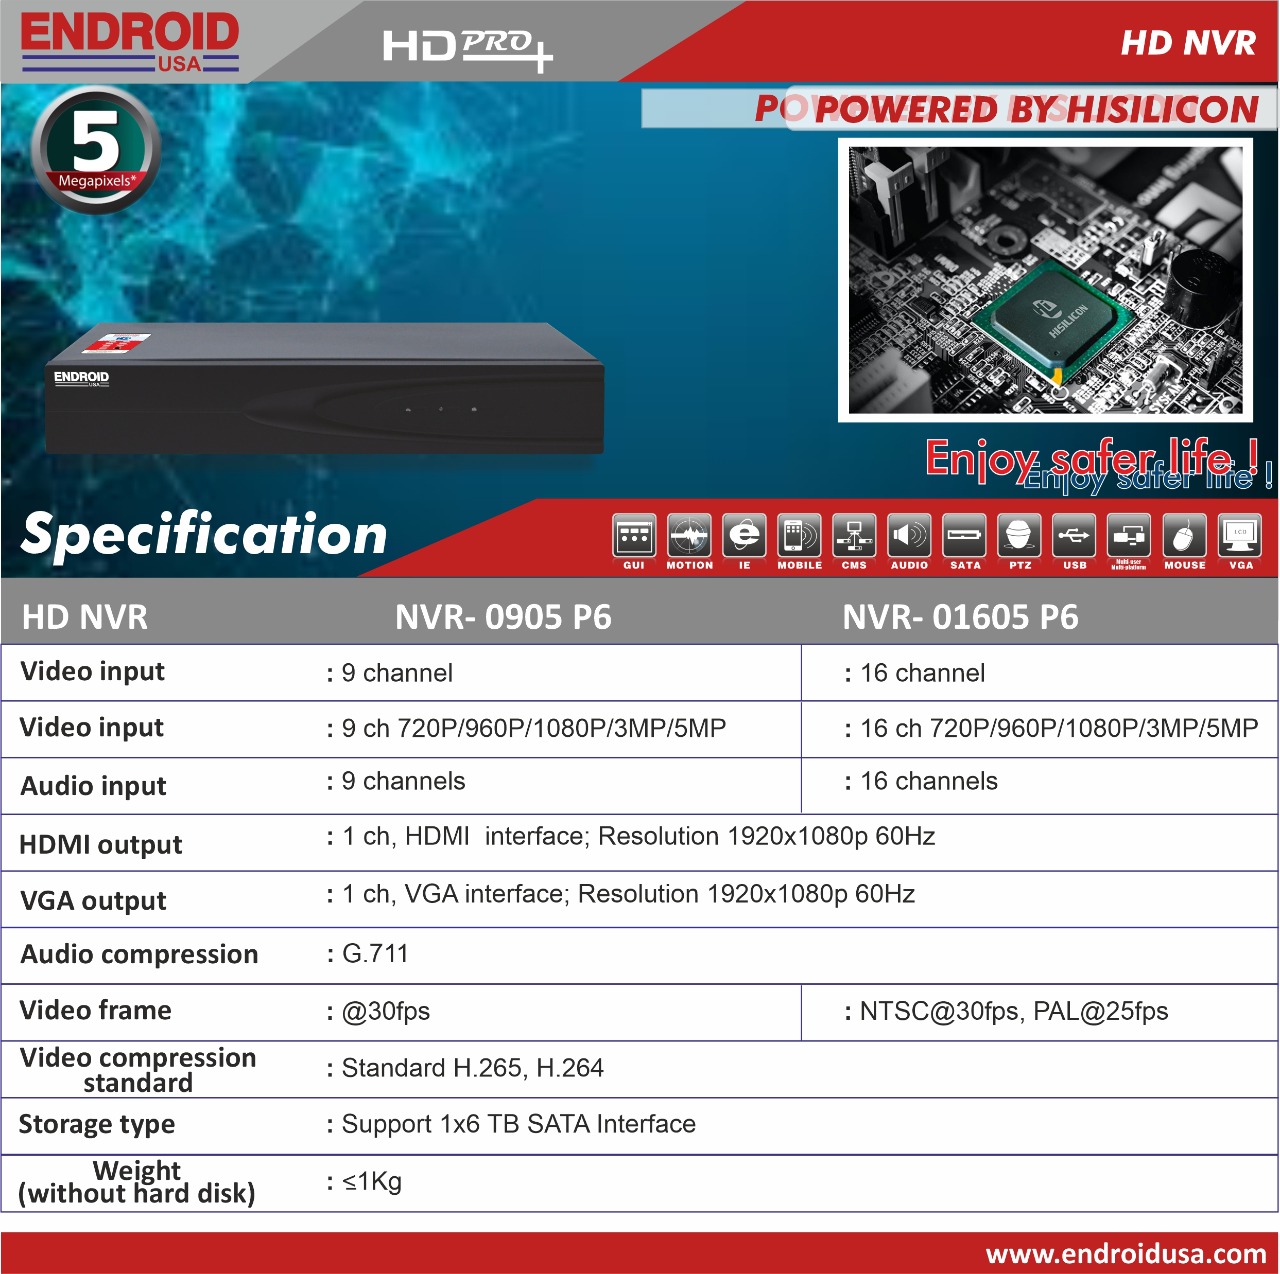 ENDROID
USA
HD PRO+
HD NVR
POWERED BY HISILICON
5
Megapixels*
HISILICON
ENDROID
USA
Enjoy safer life !
Enjoy safer life !
Specification
GUI
MOTION
IE
MOBILE
CMS
AUDIO
SATA
PTZ
USB
Multi-user
Multi-platform
MOUSE
LCD
VGA
HD NVR NVR- 0905 P6 NVR- 01605 P6
Video input : 9 channel : 16 channel
Video input : 9 ch 720P/960P/1080P/3MP/5MP : 16 ch 720P/960P/1080P/3MP/5MP
Audio input : 9 channels : 16 channels
HDMI output : 1 ch, HDMI interface; Resolution 1920x1080p 60Hz
VGA output : 1 ch, VGA interface; Resolution 1920x1080p 60Hz
Audio compression : G.711
Video frame : @30fps : NTSC@30fps, PAL@25fps
Video compression
standard : Standard H.265, H.264
Storage type : Support 1x6 TB SATA Interface
Weight
(without hard disk) : ≤1Kg
www.endroidusa.com